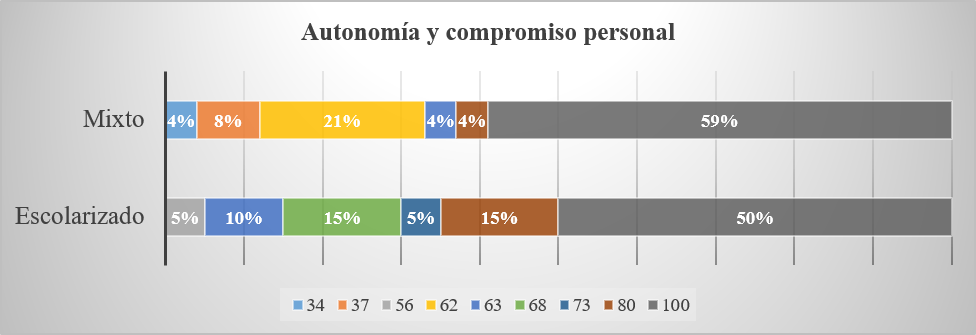 Autonomía y compromiso personal
Mixto 4% 8% 21% 4% 4% 59%
Escolarizado 5% 10% 15% 5% 15% 50%
34 37 56 62 63 68 73 80 100